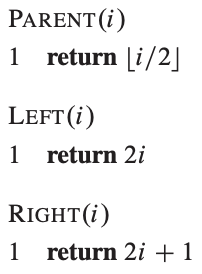 PARENT(i)
1 return ⌊i/2⌋
LEFT(i)
1 return 2i
RIGHT(i)
1 return 2i + 1